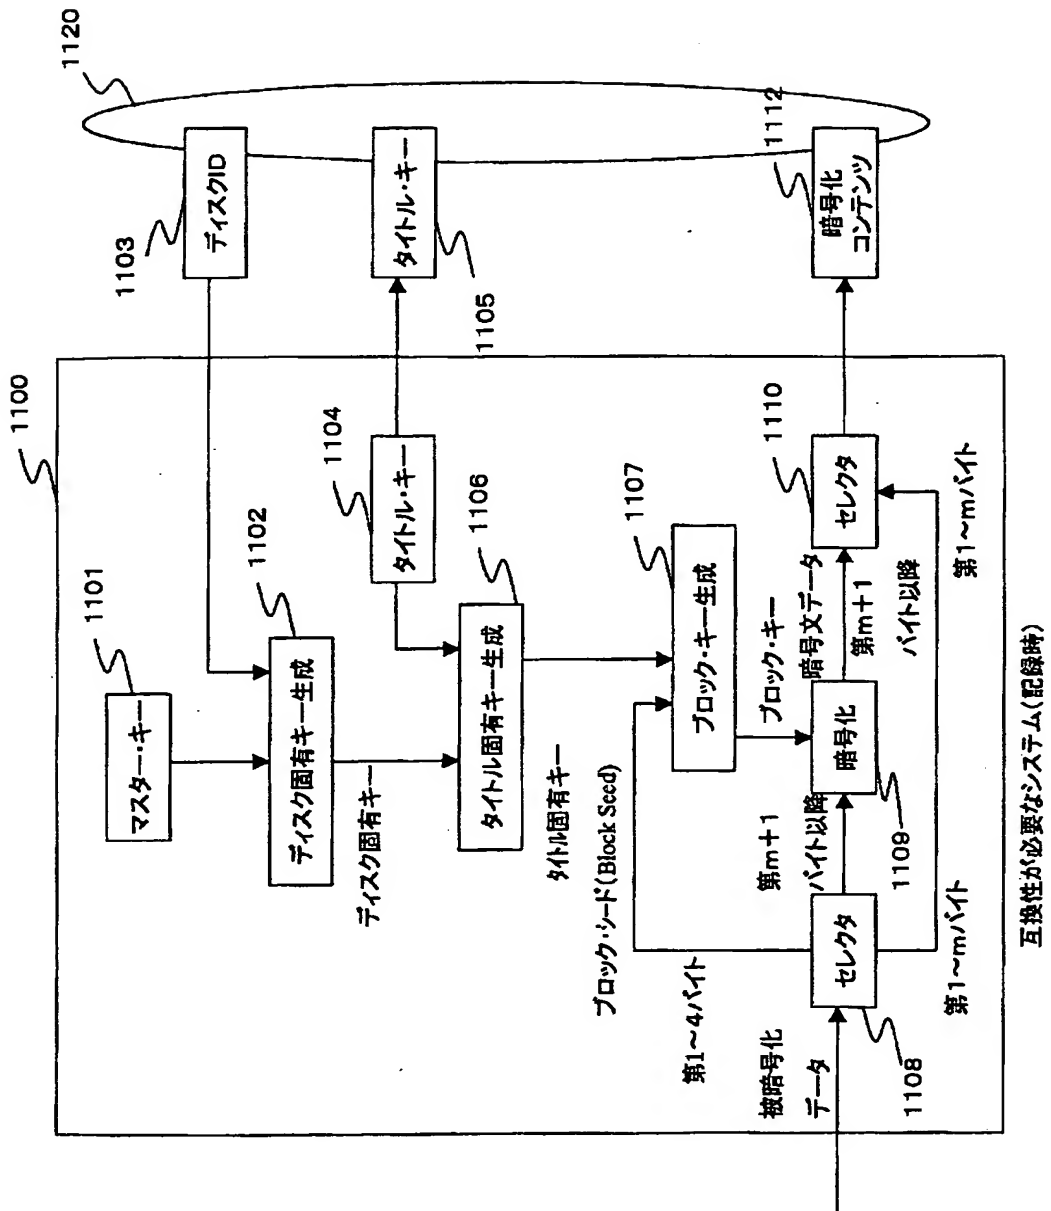 1100
1120
1101
マスター・キー
1102
ディスク固有キー生成
ディスク固有キー
1103
ディスクID
1104
タイトル・キー
1105
タイトル・キー
1106
タイトル固有キー生成
タイトル固有キー
1107
ブロック・キー生成
ブロック・シード(Block Seed)
第1～4バイト
ブロック・キー
被暗号化
データ
セレクタ
1108
第m+1
バイト以降
暗号化
1109
暗号文データ
第m+1
バイト以降
セレクタ
1110
暗号化
コンテンツ
1112
第1～mバイト
第1～mバイト
互換性が必要なシステム(記録時)